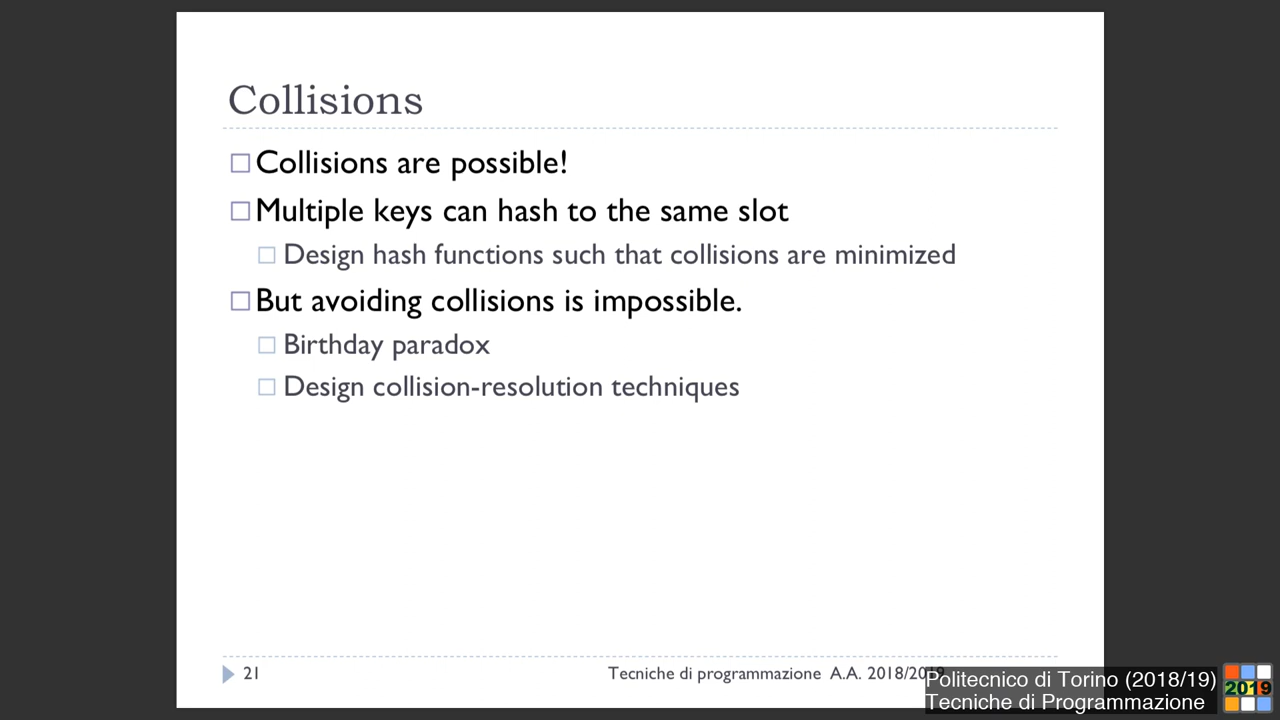 Collisions
Collisions are possible!
Multiple keys can hash to the same slot
Design hash functions such that collisions are minimized
But avoiding collisions is impossible.
Birthday paradox
Design collision-resolution techniques
21
Tecniche di programmazione A.A. 2018/2019
Politecnico di Torino (2018/19)
Tecniche di Programmazione
2019